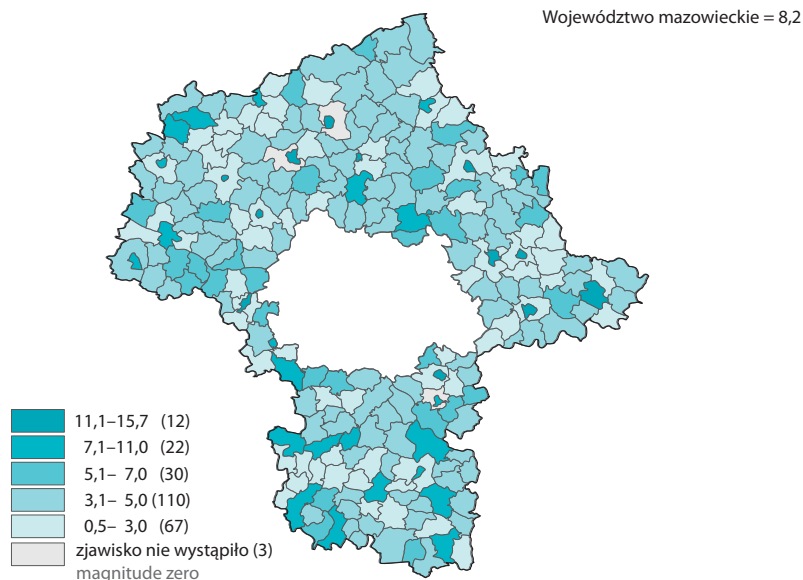 Województwo mazowieckie = 8,2
11,1–15,7 (12)
7,1–11,0 (22)
5,1– 7,0 (30)
3,1– 5,0 (110)
0,5– 3,0 (67)
zjawisko nie wystąpiło (3)
magnitude zero